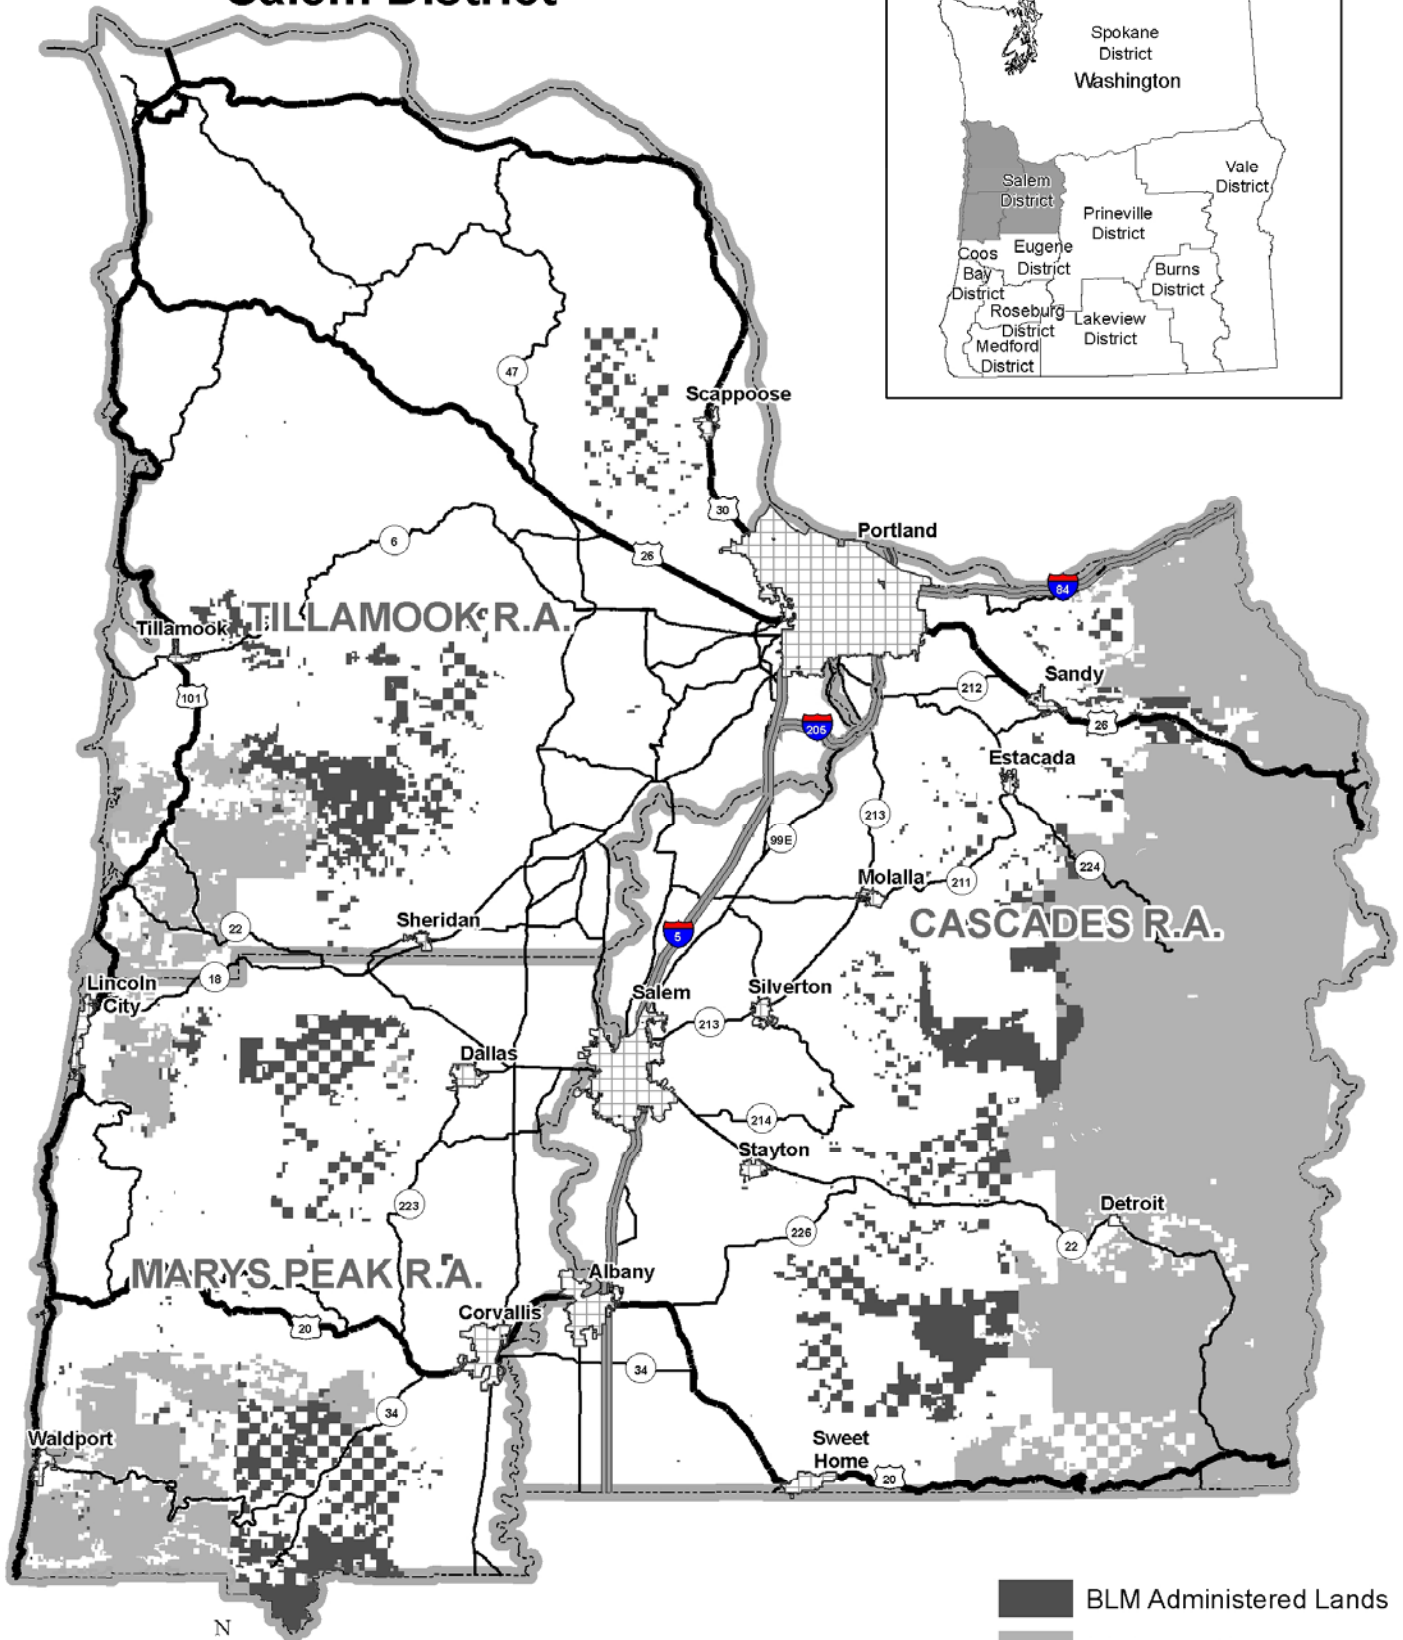 Salem District
Spokane
District
Washington
Salem
District
Vale
District
Prineville
District
Coos
Bay
District
Eugene
District
Burns
District
Roseburg
District
Lakeview
District
Medford
District
47
Scappoose
30
Portland
6
26
84
TILLAMOOK R.A.
Tillamook
101
212
Sandy
26
205
Estacada
213
99E
224
Molalla
211
CASCADES R.A.
Sheridan
22
5
18
Lincoln
City
Salem
Silverton
213
Dallas
214
Stayton
223
Detroit
226
22
MARYS PEAK R.A.
Albany
Corvallis
20
34
34
Waldport
Sweet
Home
20
BLM Administered Lands
N